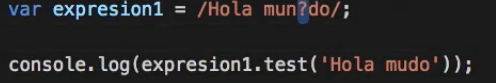 var expresion1 = /Hola mun?do/;
console.log(expresion1.test('Hola mudo'));